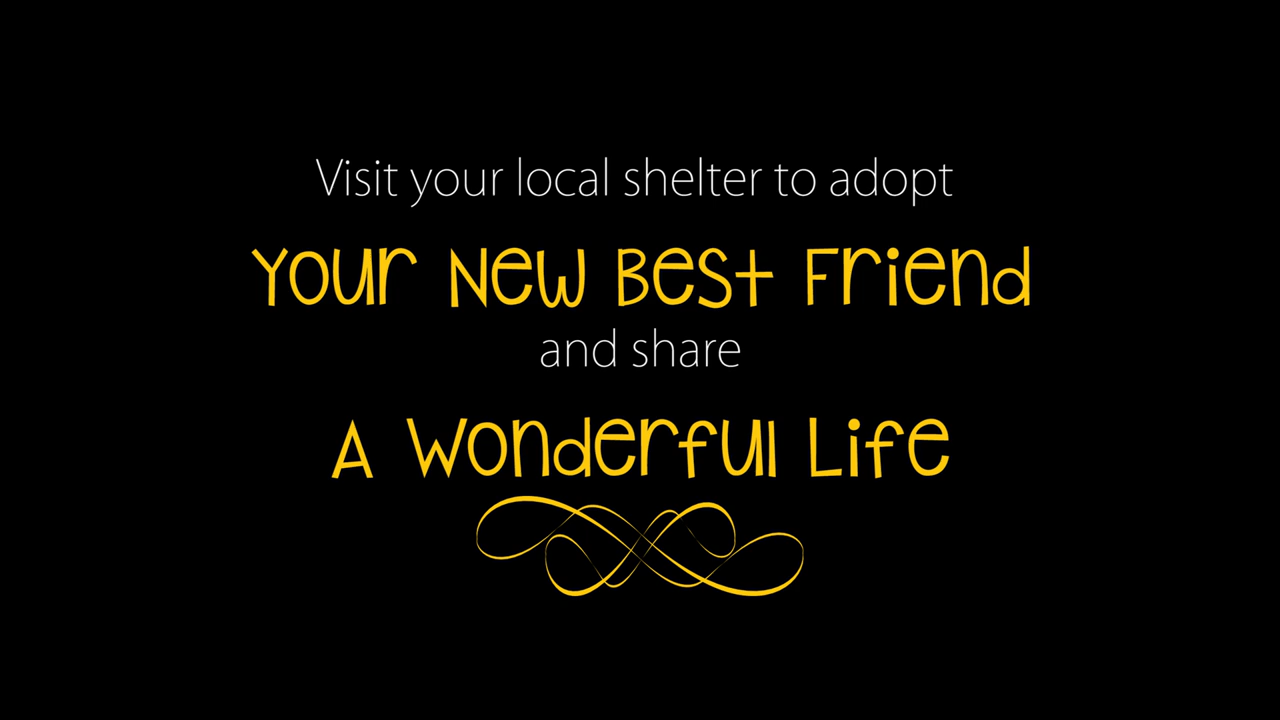 Visit your local shelter to adopt
Your New Best Friend
and share
A Wonderful Life